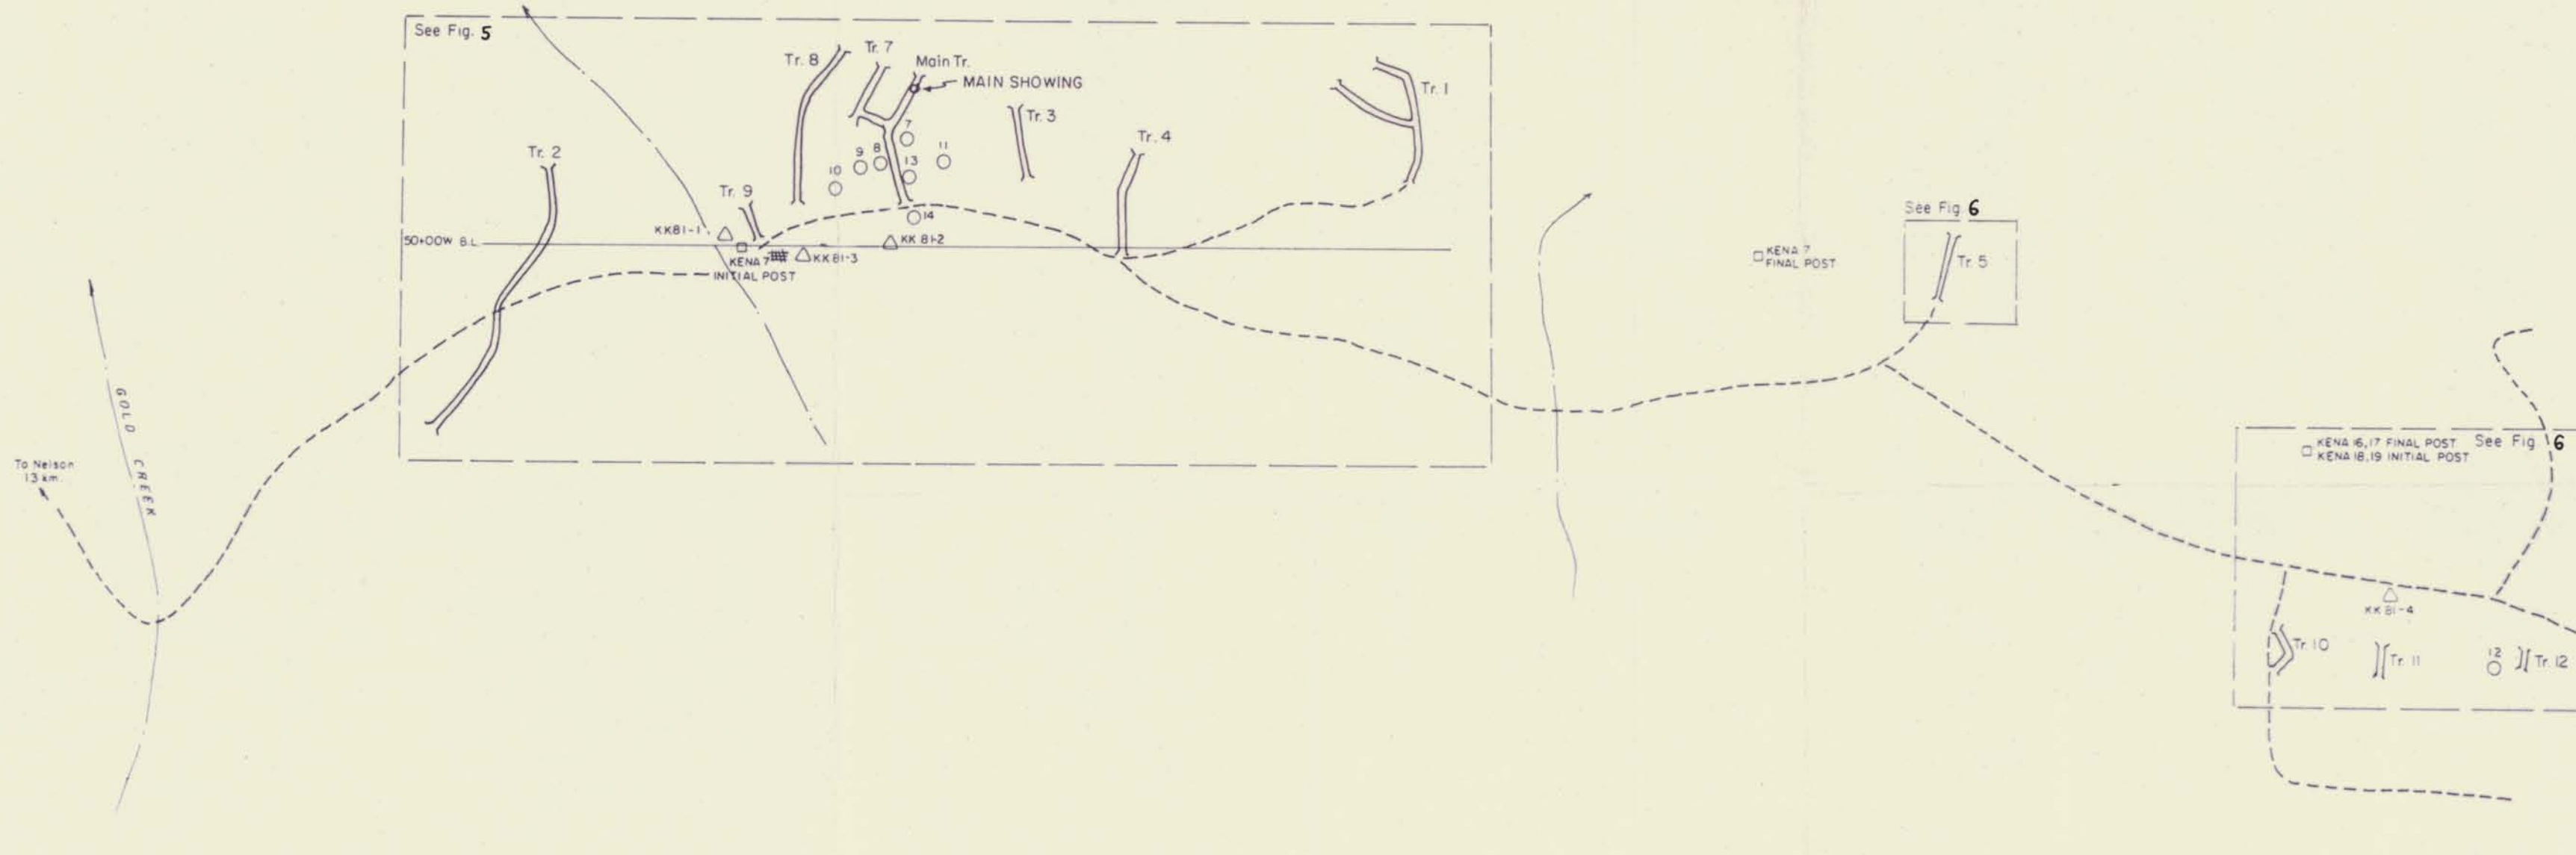 See Fig. 5
Tr. 8
Tr. 7
Main Tr.
MAIN SHOWING
Tr. 1
Tr. 3
Tr. 4
Tr. 2
7
9
8
13
11
10
Tr. 9
14
KK81-1
50+00W B.L.
KK 81-2
KENA 7
INITIAL POST
KK81-3
KENA 7
FINAL POST
See Fig 6
Tr. 5
GOLD CREEK
To Nelson
13 km.
KENA 16,17 FINAL POST
KENA 18,19 INITIAL POST
See Fig 6
KK 81-4
Tr. 10
Tr. 11
12
Tr. 12